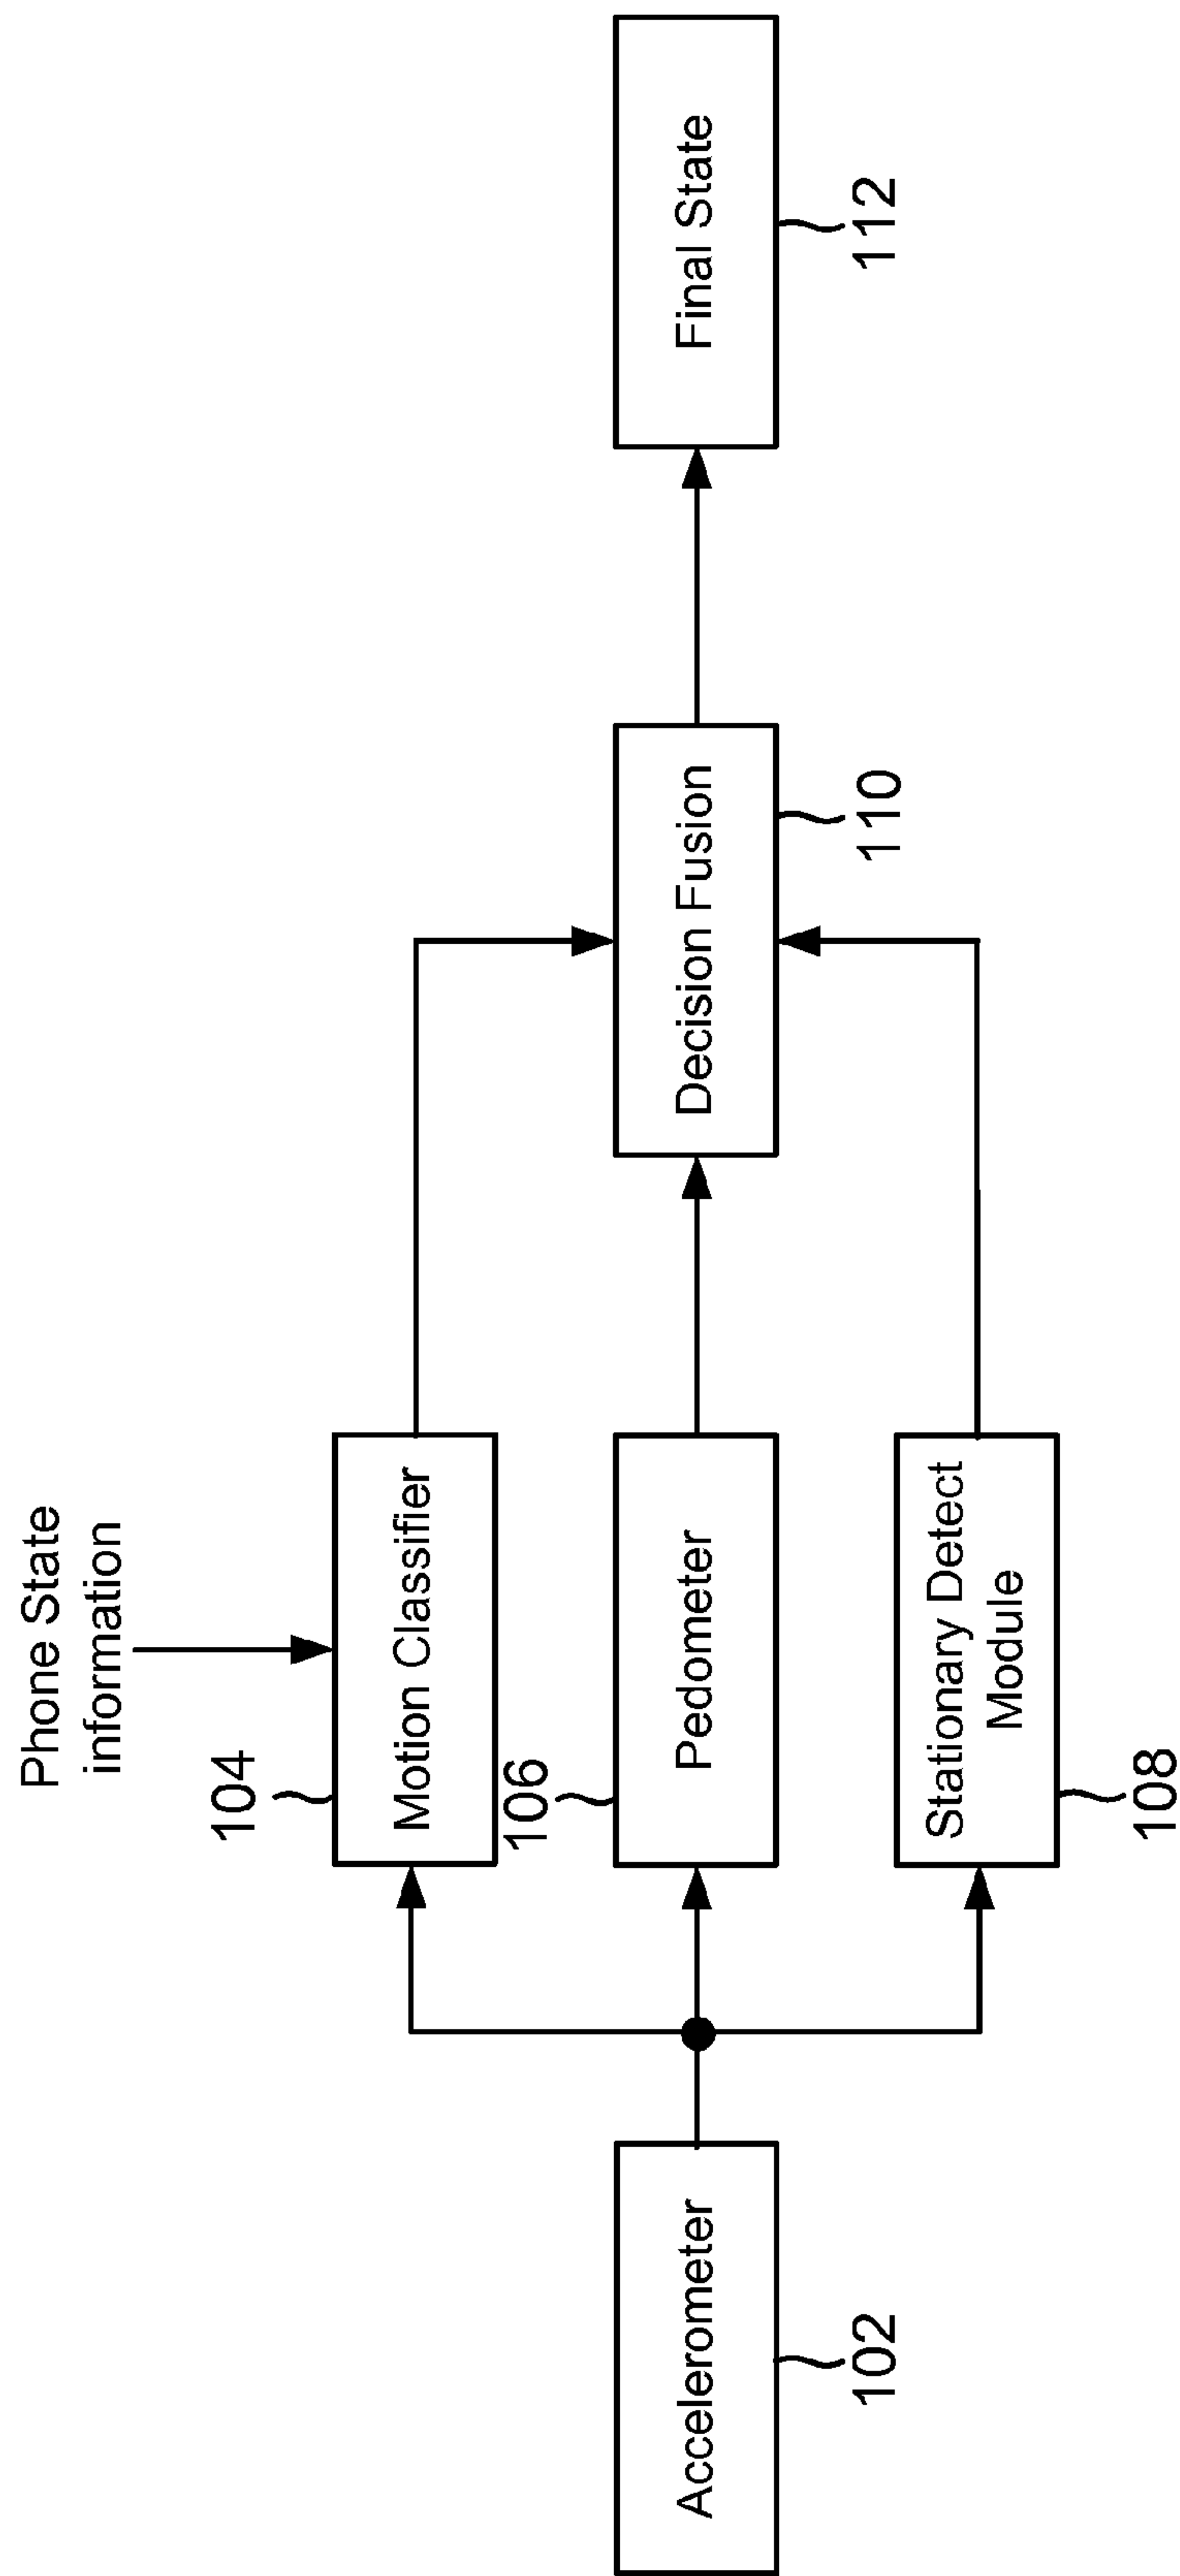 Phone State
information
104
Motion Classifier
106
Pedometer
Stationary Detect
Module
108
Accelerometer
102
Decision Fusion
110
Final State
112